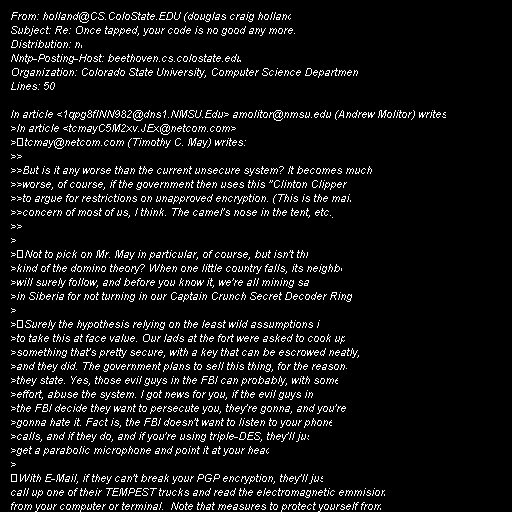 From: holland@CS.ColoState.EDU (douglas craig holland
Subject: Re: Once tapped, your code is no good any more.
Distribution: n
Nntp-Posting-Host: beethoven.cs.colostate.edu
Organization: Colorado State University, Computer Science Departmen
Lines: 50

In article <1qpg8fINN982@dns1.NMSU.Edu> amolitor@nmsu.edu (Andrew Molitor) writes
>In article <tcmayC5M2xv.JEx@netcom.com>
>tcmay@netcom.com (Timothy C. May) writes:
>>
>>But is it any worse than the current unsecure system? It becomes much
>>worse, of course, if the government then uses this "Clinton Clipper
>>to argue for restrictions on unapproved encryption. (This is the mai
>>concern of most of us, I think. The camel's nose in the tent, etc.
>>
>
>Not to pick on Mr. May in particular, of course, but isn't thi
>kind of the domino theory? When one little country falls, its neighb
>will surely follow, and before you know it, we're all mining sa
>in Siberia for not turning in our Captain Crunch Secret Decoder Ring
>
>Surely the hypothesis relying on the least wild assumptions i
>to take this at face value. Our lads at the fort were asked to cook up
>something that's pretty secure, with a key that can be escrowed neatly,
>and they did. The government plans to sell this thing, for the reason
>they state. Yes, those evil guys in the FBI can probably, with some
>effort, abuse the system. I got news for you, if the evil guys in
>the FBI decide they want to persecute you, they're gonna, and you're
>gonna hate it. Fact is, the FBI doesn't want to listen to your phone
>calls, and if they do, and if you're using triple-DES, they'll jus
>get a parabolic microphone and point it at your head
>
With E-Mail, if they can't break your PGP encryption, they'll jus
call up one of their TEMPEST trucks and read the electromagnetic emmision
from your computer or terminal.  Note that measures to protect yourself from